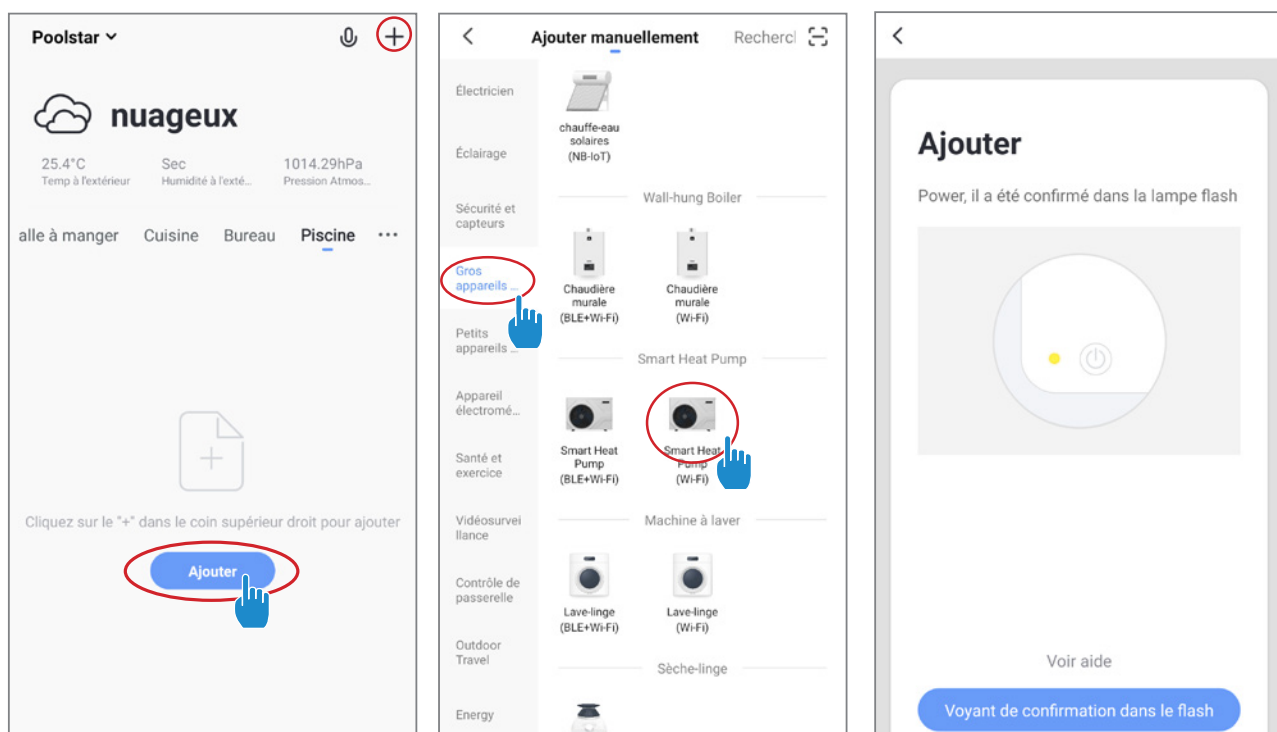 Poolstar
nuageux
25.4°C
Sec
1014.29hPa
Temp à l'extérieur
Humidité à l'exté...
Pression Atmos...
alle à manger
Cuisine
Bureau
Piscine
Cliquez sur le "+" dans le coin supérieur droit pour ajouter
Ajouter
Ajouter manuellement
Rechercl
Électricien
Éclairage
Sécurité et
capteurs
Gros
appareils ...
Petits
appareils ...
Appareil
électromé...
Santé et
exercice
Vidéosurvei
llance
Contrôle de
passerelle
Outdoor
Travel
Energy
chauffe-eau
solaires
(NB-IoT)
Wall-hung Boiler
Chaudière
murale
(BLE+Wi-Fi)
Chaudière
murale
(Wi-Fi)
Smart Heat Pump
Smart Heat
Pump
(BLE+Wi-Fi)
Smart Heat
Pump
(Wi-Fi)
Machine à laver
Lave-linge
(BLE+Wi-Fi)
Lave-linge
(Wi-Fi)
Sèche-linge
Ajouter
Power, il a été confirmé dans la lampe flash
Voir aide
Voyant de confirmation dans le flash